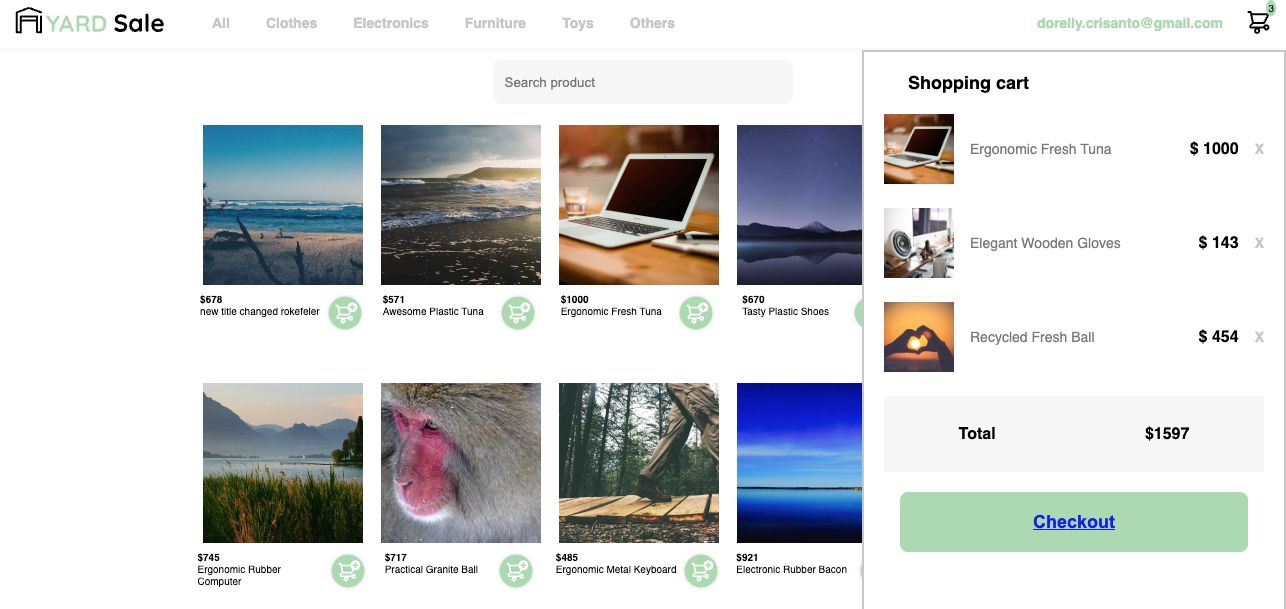 YARD Sale
All Clothes Electronics Furniture Toys Others
dorelly.crisanto@gmail.com
3
Search product
$678
new title changed rokefeler
$571
Awesome Plastic Tuna
$1000
Ergonomic Fresh Tuna
$670
Tasty Plastic Shoes
$745
Ergonomic Rubber
Computer
$717
Practical Granite Ball
$485
Ergonomic Metal Keyboard
$921
Electronic Rubber Bacon
Shopping cart
Ergonomic Fresh Tuna $ 1000 x
Elegant Wooden Gloves $ 143 x
Recycled Fresh Ball $ 454 x
Total $1597
Checkout